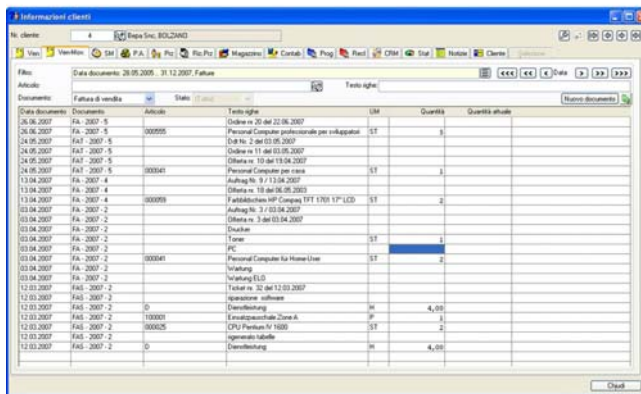 Informazioni clienti
Nr. cliente: 4 Bepa Snc, BOLZANO
Ven Ven-Mov. SM P.A. Prz Ric.Prz Magazzino Contab Prog Recl CRM Stat Notizie Cliente
Filtro: Data documento: 28.05.2005 .. 31.12.2007, Fatture Data
Articolo: Testo righe:
Documento: Fattura di vendita Stato: Nuovo documento
Data documento Documento Articolo Testo righe UM Quantità Quantità attuale
26.06.2007 FA - 2007 - 5 Ordine nr 20 del 22.06.2007
26.06.2007 FA - 2007 - 5 000555 Personal Computer professionale per sviluppatori ST 5
24.05.2007 FAT - 2007 - 5 Ddt Nr. 2 del 03.05.2007
24.05.2007 FAT - 2007 - 5 Ordine nr 11 del 03.05.2007
24.05.2007 FAT - 2007 - 5 Offerta nr. 10 del 19.04.2007
24.05.2007 FAT - 2007 - 5 000041 Personal Computer per casa ST 1
13.04.2007 FA - 2007 - 4 Auftrag Nr. 9 / 13.04.2007
13.04.2007 FA - 2007 - 4 Offerta nr. 18 del 06.05.2003
13.04.2007 FA - 2007 - 4 000059 Farbbildschirm HP Compaq TFT 1701 17" LCD ST 2
03.04.2007 FA - 2007 - 2 Auftrag Nr. 3 / 03.04.2007
03.04.2007 FA - 2007 - 2 Offerta nr. 3 del 03.04.2007
03.04.2007 FA - 2007 - 2 Drucker
03.04.2007 FA - 2007 - 2 Toner ST 1
03.04.2007 FA - 2007 - 2 PC
03.04.2007 FA - 2007 - 2 000041 Personal Computer für Home-User ST 2
03.04.2007 FA - 2007 - 2 Wartung
03.04.2007 FA - 2007 - 2 Wartung ELO
12.03.2007 FAS - 2007 - 2 Ticket nr. 32 del 12.03.2007
12.03.2007 FAS - 2007 - 2 riparazione software
12.03.2007 FAS - 2007 - 2 D Dienstleistung H 4,00
12.03.2007 FAS - 2007 - 2 100001 Einsatzpauschale Zone A P 1
12.03.2007 FAS - 2007 - 2 000025 CPU Pentium IV 1600 ST 2
12.03.2007 FAS - 2007 - 2 rigenerato tabelle
12.03.2007 FAS - 2007 - 2 D Dienstleistung H 4,00
Chiudi